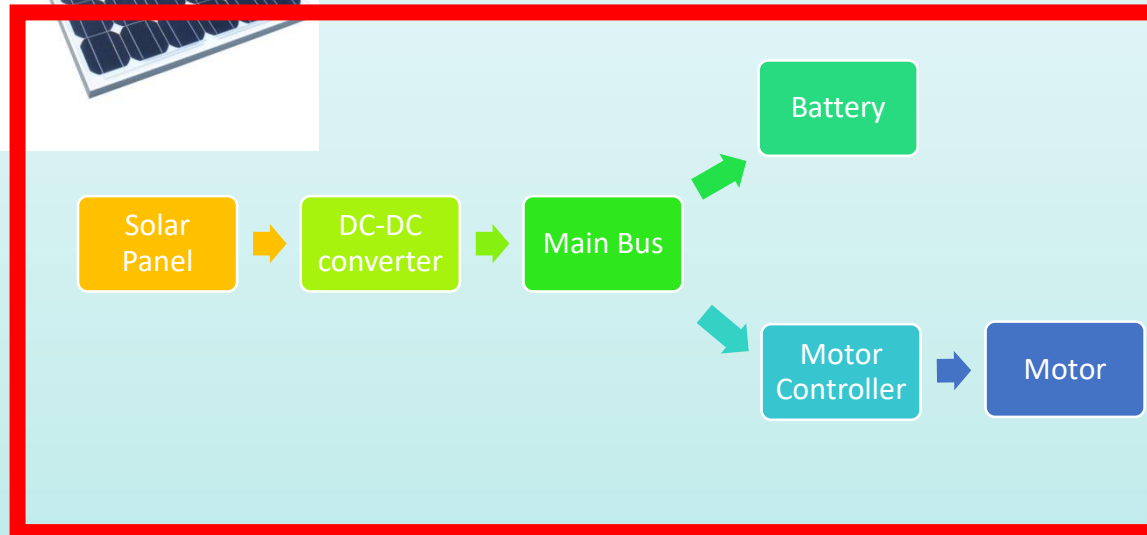 Battery
Solar
Panel
DC-DC
converter
Main Bus
Motor
Controller
Motor